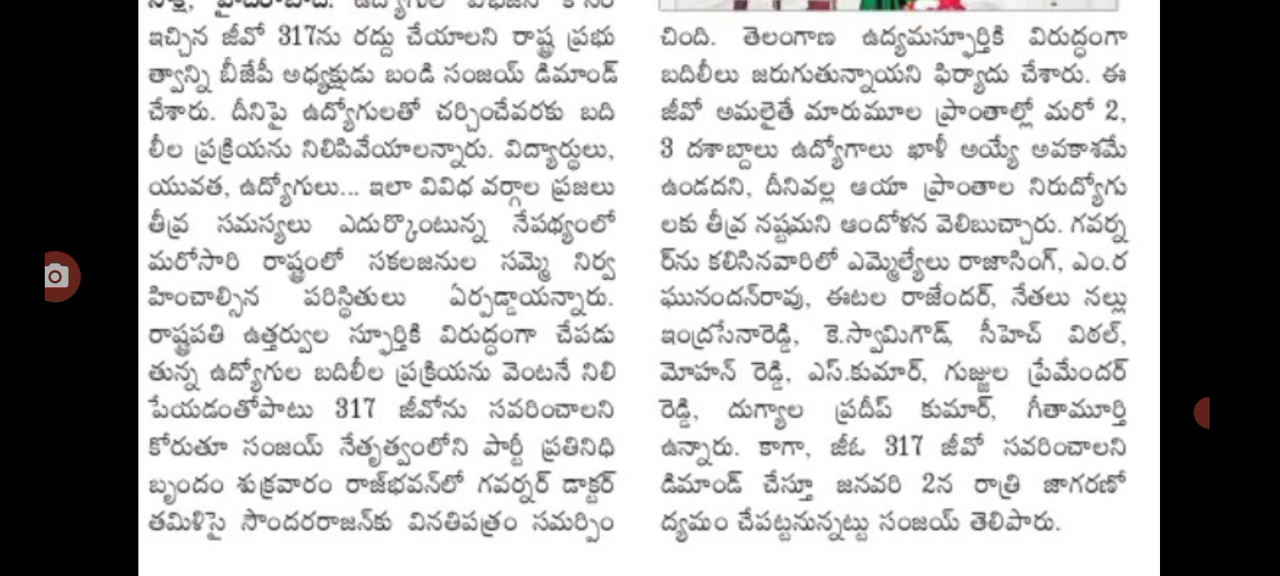 ఇచ్చిన జీవో 317ను రద్దు చేయాలని రాష్ట్ర ప్రభు
త్వాన్ని బీజేపీ అధ్యక్షుడు బండి సంజయ్ డిమాండ్
చేశారు. దీనిపై ఉద్యోగులతో చర్చించేవరకు బది
లీల ప్రక్రియను నిలిపివేయాలన్నారు. విద్యార్థులు,
యువత, ఉద్యోగులు... ఇలా వివిధ వర్గాల ప్రజలు
తీవ్ర సమస్యలు ఎదుర్కొంటున్న నేపథ్యంలో
మరోసారి రాష్ట్రంలో సకలజనుల సమ్మె నిర్వ
హించాల్సిన పరిస్థితులు ఏర్పడ్డాయన్నారు.
రాష్ట్రపతి ఉత్తర్వుల స్ఫూర్తికి విరుద్ధంగా చేపడు
తున్న ఉద్యోగుల బదిలీల ప్రక్రియను వెంటనే నిలి
పేయడంతోపాటు 317 జీవోను సవరించాలని
కోరుతూ సంజయ్ నేతృత్వంలోని పార్టీ ప్రతినిధి
బృందం శుక్రవారం రాజ్‌భవన్‌లో గవర్నర్ డాక్టర్
తమిళిసై సౌందరరాజన్‌కు వినతిపత్రం సమర్పిం
చింది. తెలంగాణ ఉద్యమస్ఫూర్తికి విరుద్ధంగా
బదిలీలు జరుగుతున్నాయని ఫిర్యాదు చేశారు. ఈ
జీవో అమలైతే మారుమూల ప్రాంతాల్లో మరో 2,
3 దశాబ్దాలు ఉద్యోగాలు ఖాళీ అయ్యే అవకాశమే
ఉండదని, దీనివల్ల ఆయా ప్రాంతాల నిరుద్యోగు
లకు తీవ్ర నష్టమని ఆందోళన వెలిబుచ్చారు. గవర్న
ర్‌ను కలిసినవారిలో ఎమ్మెల్యేలు రాజాసింగ్, ఎం.ర
ఘునందన్‌రావు, ఈటల రాజేందర్, నేతలు నల్లు
ఇంద్రసేనారెడ్డి, కె.స్వామిగౌడ్, సీహెచ్ విఠల్,
మోహన్ రెడ్డి, ఎస్.కుమార్, గుజ్జుల ప్రేమేందర్
రెడ్డి, దుగ్యాల ప్రదీప్ కుమార్, గీతామూర్తి
ఉన్నారు. కాగా, జీఓ 317 జీవో సవరించాలని
డిమాండ్ చేస్తూ జనవరి 2న రాత్రి జాగరణో
ద్యమం చేపట్టనున్నట్టు సంజయ్ తెలిపారు.